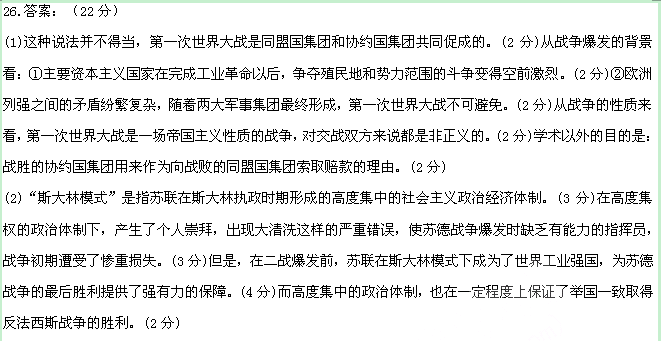 26.答案：（22 分）
(1)这种说法并不得当，第一次世界大战是同盟国集团和协约国集团共同促成的。(2 分)从战争爆发的背景
看：①主要资本主义国家在完成工业革命以后，争夺殖民地和势力范围的斗争变得空前激烈。(2 分)②欧洲
列强之间的矛盾纷繁复杂，随着两大军事集团最终形成，第一次世界大战不可避免。(2 分)从战争的性质来
看，第一次世界大战是一场帝国主义性质的战争，对交战双方来说都是非正义的。(2 分)学术以外的目的是：
战胜的协约国集团用来作为向战败的同盟国集团索取赔款的理由。(2 分)
(2)“斯大林模式”是指苏联在斯大林执政时期形成的高度集中的社会主义政治经济体制。(3 分)在高度集
权的政治体制下，产生了个人崇拜，出现大清洗这样的严重错误，使苏德战争爆发时缺乏有能力的指挥员，
战争初期遭受了惨重损失。(3 分)但是，在二战爆发前，苏联在斯大林模式下成为了世界工业强国，为苏德
战争的最后胜利提供了强有力的保障。(4 分)而高度集中的政治体制，也在一定程度上保证了举国一致取得
反法西斯战争的胜利。(2 分)